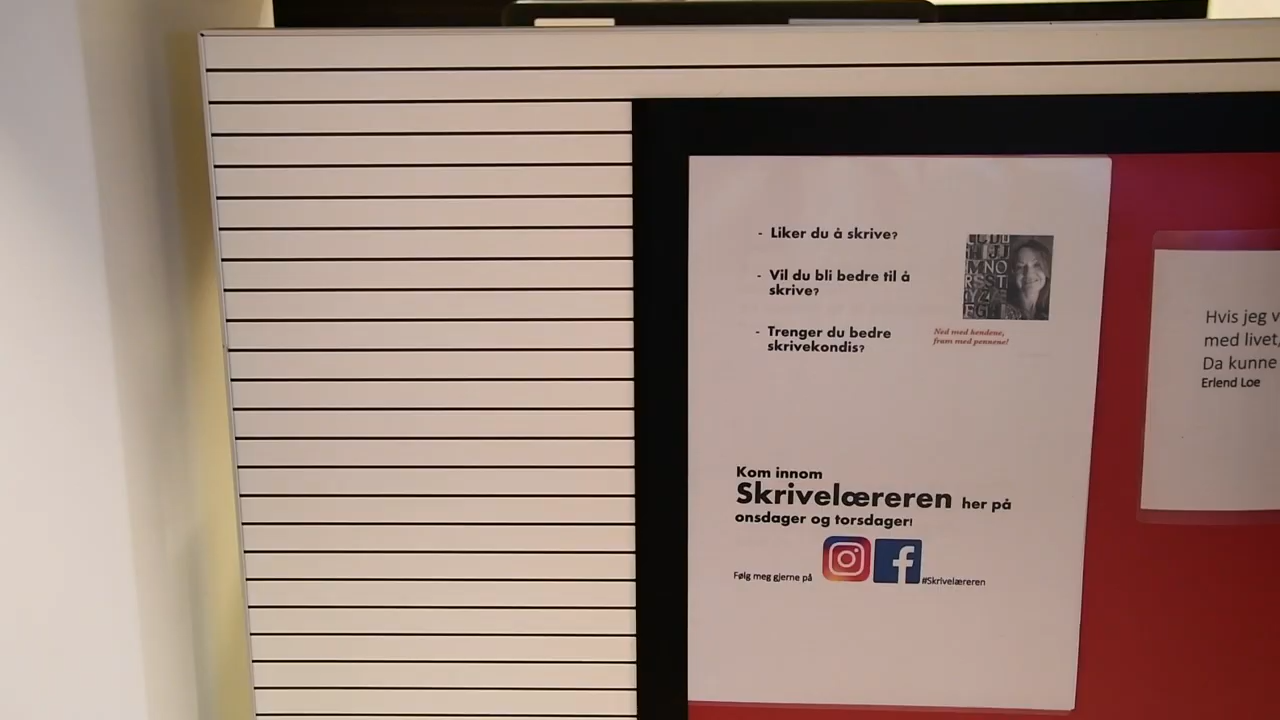 - Liker du å skrive?
- Vil du bli bedre til å
skrive?
- Trenger du bedre
skrivekondis?
Ned med hendene,
fram med pennene!
Kom innom
Skrivelæreren her på
onsdager og torsdager!
Følg meg gjerne på
#Skrivelæreren
Hvis jeg v
med livet,
Da kunne
Erlend Loe